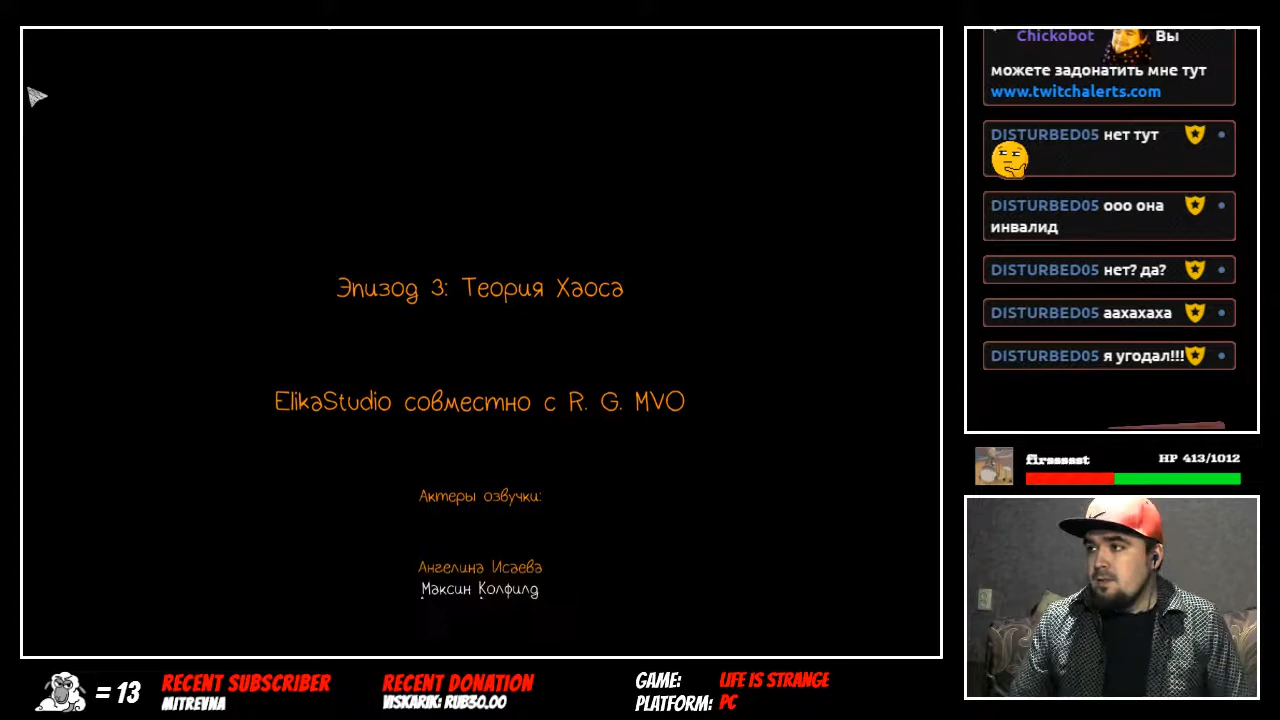 Эпизод 3: Теория Хаоса
ElikaStudio совместно с R. G. MVO
Актеры озвучки:
Ангелина Исаева
Максин Колфилд
Chickobot Вы
можете задонатить мне тут
www.twitchalerts.com
DISTURBED05 нет тут
DISTURBED05 ооо она
инвалид
DISTURBED05 нет? да?
DISTURBED05 аахахаха
DISTURBED05 я угодал!!!
f1rssssst HP 413/1012
= 13
RECENT SUBSCRIBER
MITREVNA
RECENT DONATION
VISKARIK: RUB30.00
GAME: LIFE IS STRANGE
PLATFORM: PC